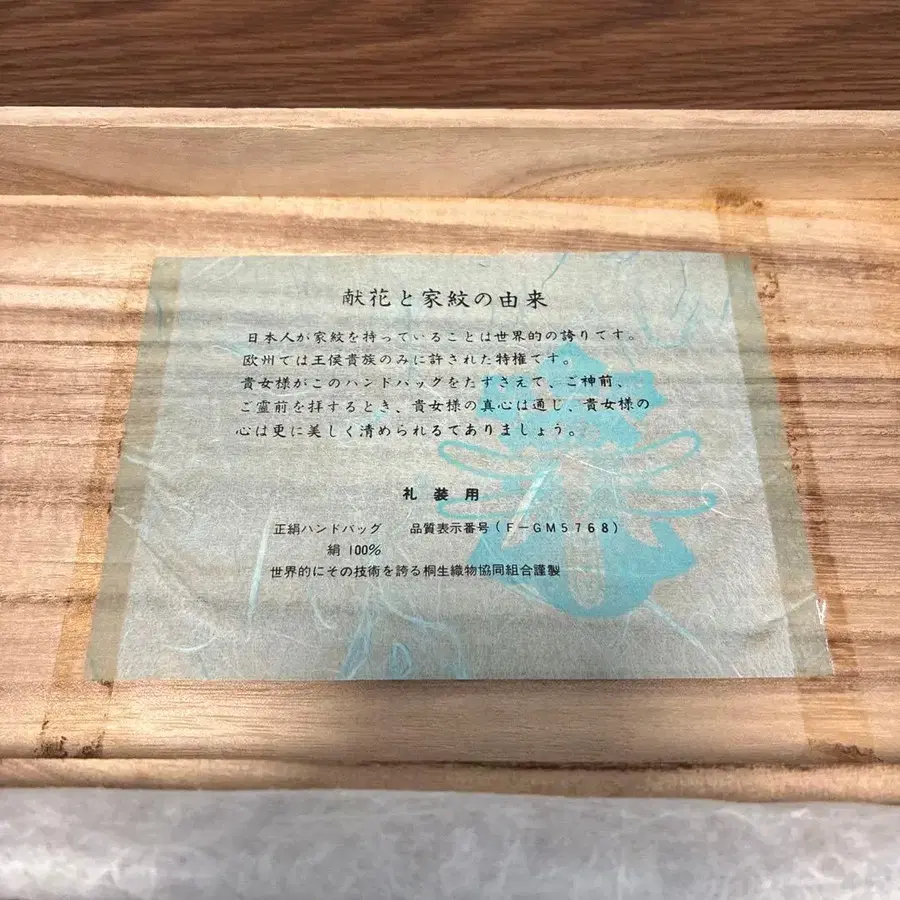 献花と家紋の由来
日本人が家紋を持っていることは世界的の誇りです。
欧州では王侯貴族のみに許された特権です。
貴女様がこのハンドバッグをたずさえて、ご神前、
ご霊前を拝するとき、貴女様の真心は通じ、貴女様の
心は更に美しく清められるてありましょう。
礼装用
正絹ハンドバッグ 品質表示番号(F-GM5768)
絹 100%
世界的にその技術を誇る桐生織物協同組合謹製